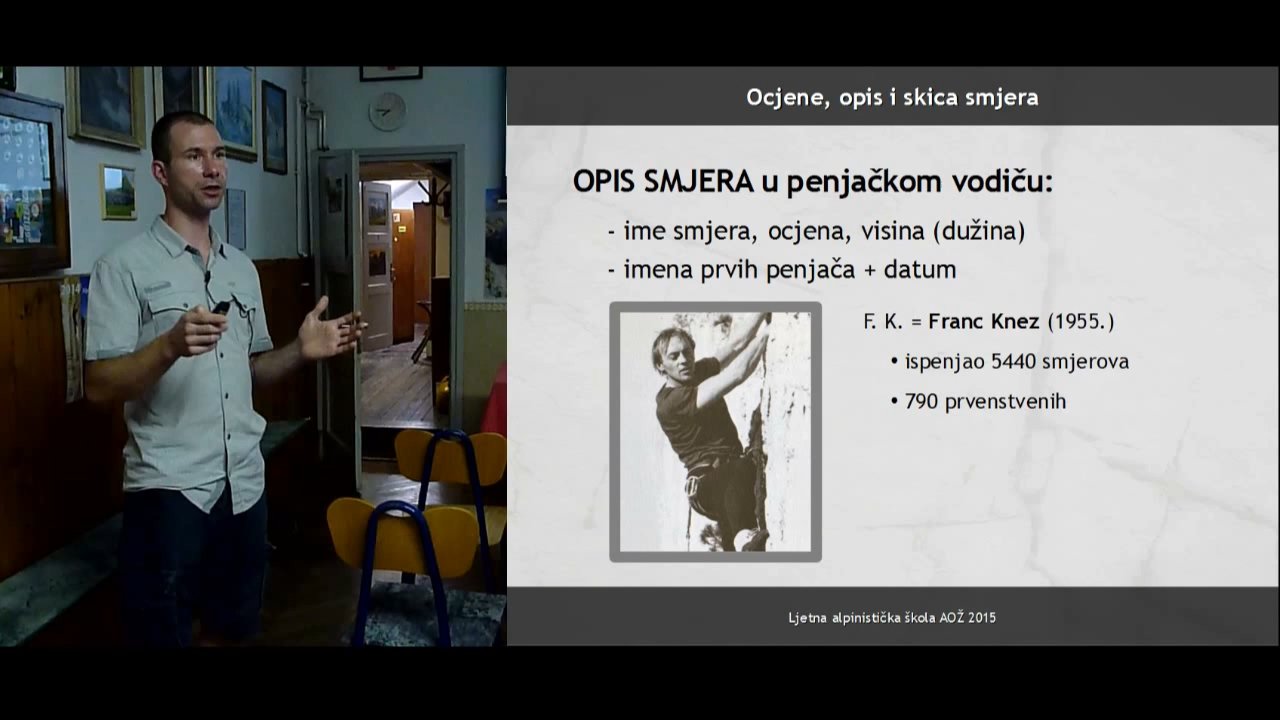 Ocjene, opis i skica smjera
OPIS SMJERA u penjačkom vodiču:
- ime smjera, ocjena, visina (dužina)
- imena prvih penjača + datum
F. K. = Franc Knez (1955.)
• ispenjao 5440 smjerova
• 790 prvenstvenih
Ljetna alpinistička škola AOŽ 2015